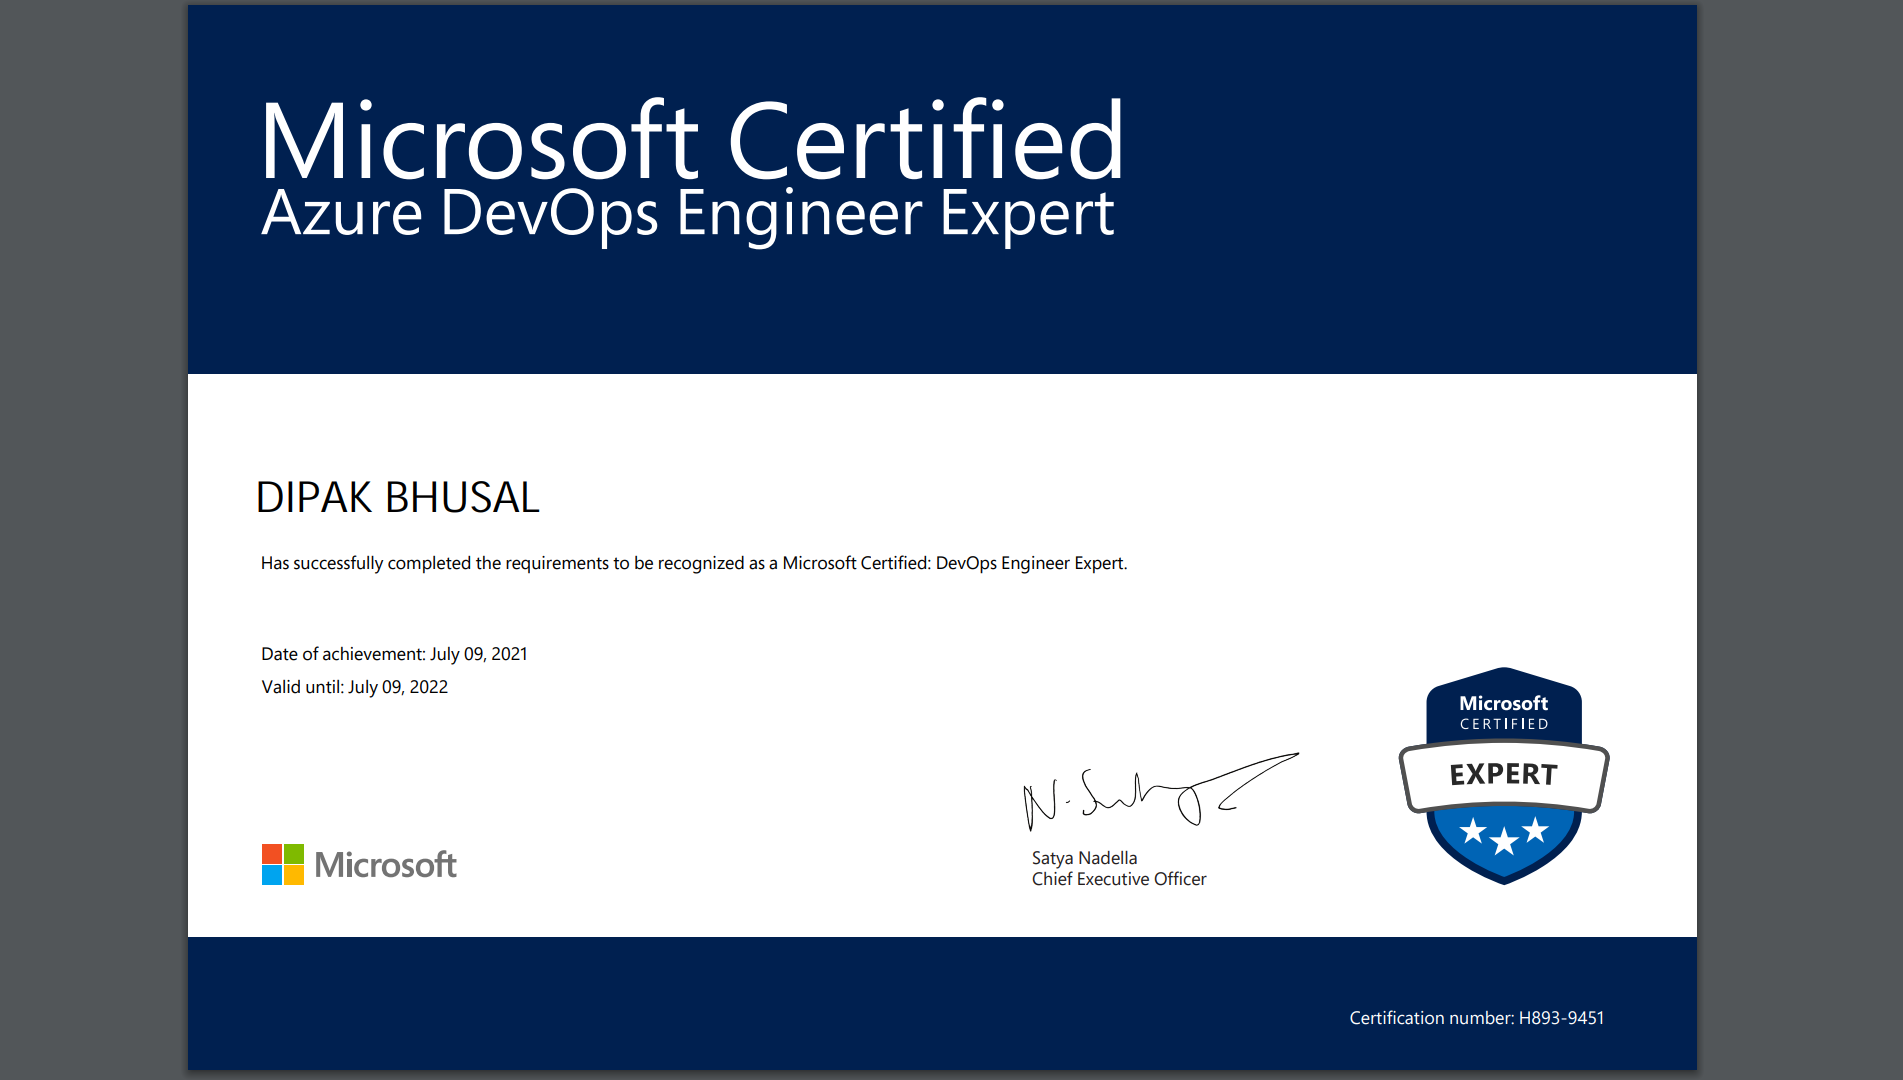 Microsoft Certified
Azure DevOps Engineer Expert
DIPAK BHUSAL
Has successfully completed the requirements to be recognized as a Microsoft Certified: DevOps Engineer Expert.
Date of achievement: July 09, 2021
Valid until: July 09, 2022
Microsoft
CERTIFIED
EXPERT
Satya Nadella
Chief Executive Officer
Microsoft
Certification number: H893-9451